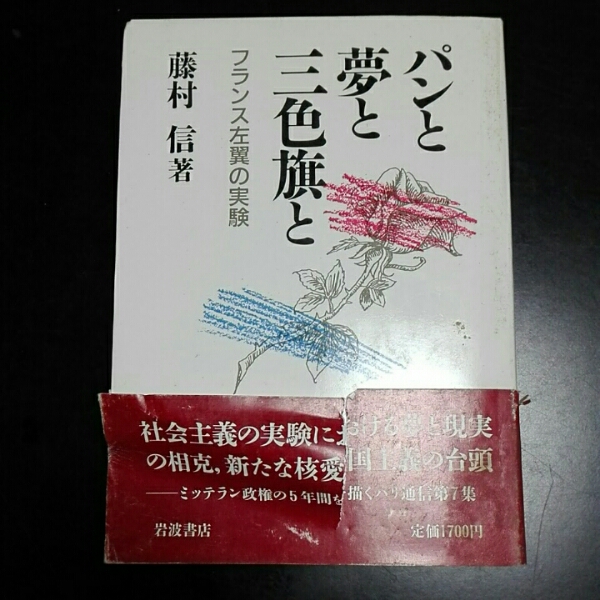 パンと
夢と
三色旗と
フランス左翼の実験
藤村 信著
社会主義の実験における夢と現実
の相克,新たな核愛国主義の台頭
――ミッテラン政権の5年間を描くパリ通信第7集
岩波書店
定価1700円